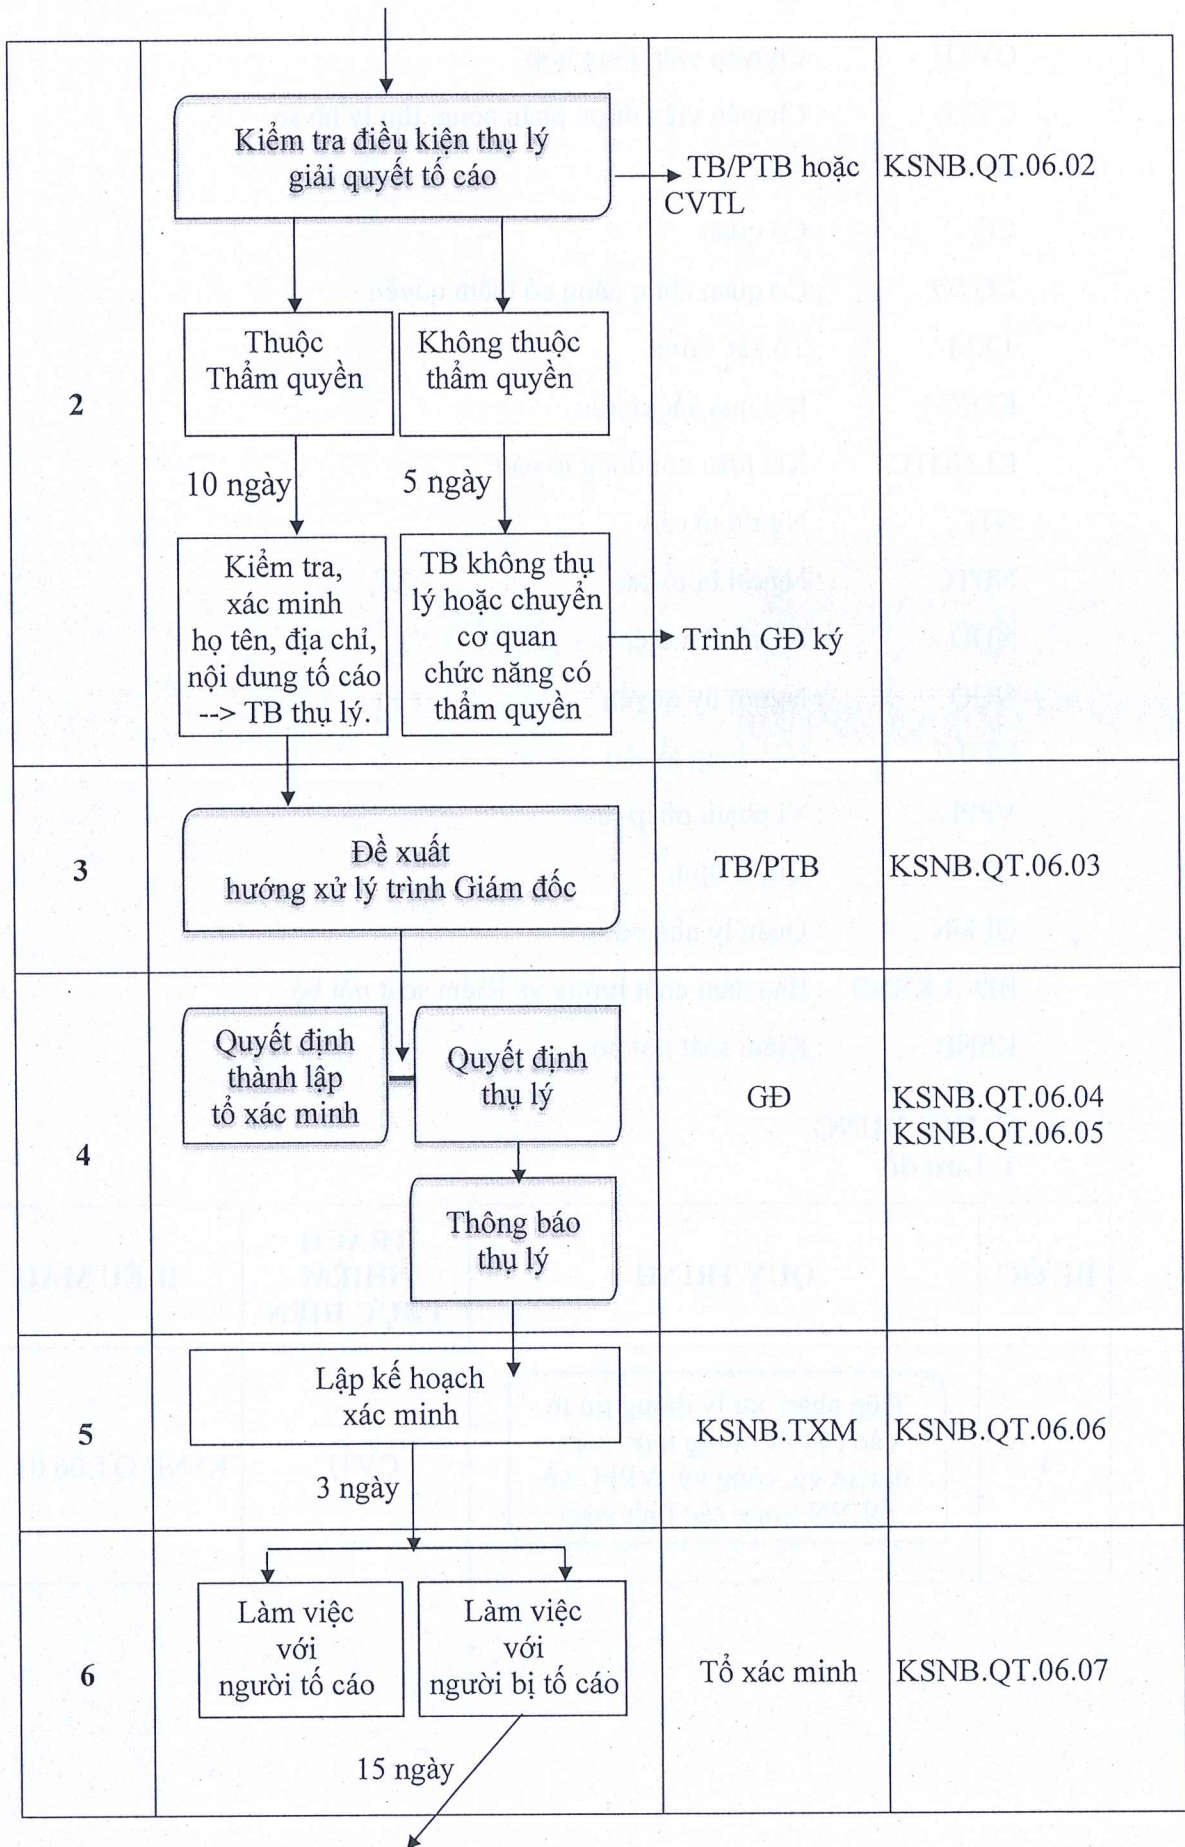 Kiểm tra điều kiện thụ lý
giải quyết tố cáo
TB/PTB hoặc
CVTL
KSNB.QT.06.02
2
Thuộc
Thẩm quyền
Không thuộc
thẩm quyền
10 ngày
5 ngày
Kiểm tra,
xác minh
họ tên, địa chỉ,
nội dung tố cáo
--> TB thụ lý.
TB không thụ
lý hoặc chuyển
cơ quan
chức năng có
thẩm quyền
Trình GĐ ký
3
Đề xuất
hướng xử lý trình Giám đốc
TB/PTB
KSNB.QT.06.03
4
Quyết định
thành lập
tổ xác minh
Quyết định
thụ lý
GĐ
KSNB.QT.06.04
KSNB.QT.06.05
Thông báo
thụ lý
5
Lập kế hoạch
xác minh
KSNB.TXM
KSNB.QT.06.06
3 ngày
6
Làm việc
với
người tố cáo
Làm việc
với
người bị tố cáo
Tổ xác minh
KSNB.QT.06.07
15 ngày